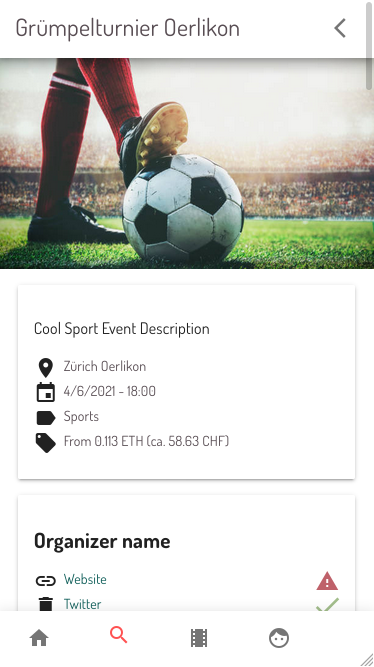 Grümpelturnier Oerlikon
Cool Sport Event Description
Zürich Oerlikon
4/6/2021 - 18:00
Sports
From 0.113 ETH (ca. 58.63 CHF)
Organizer name
Website
Twitter